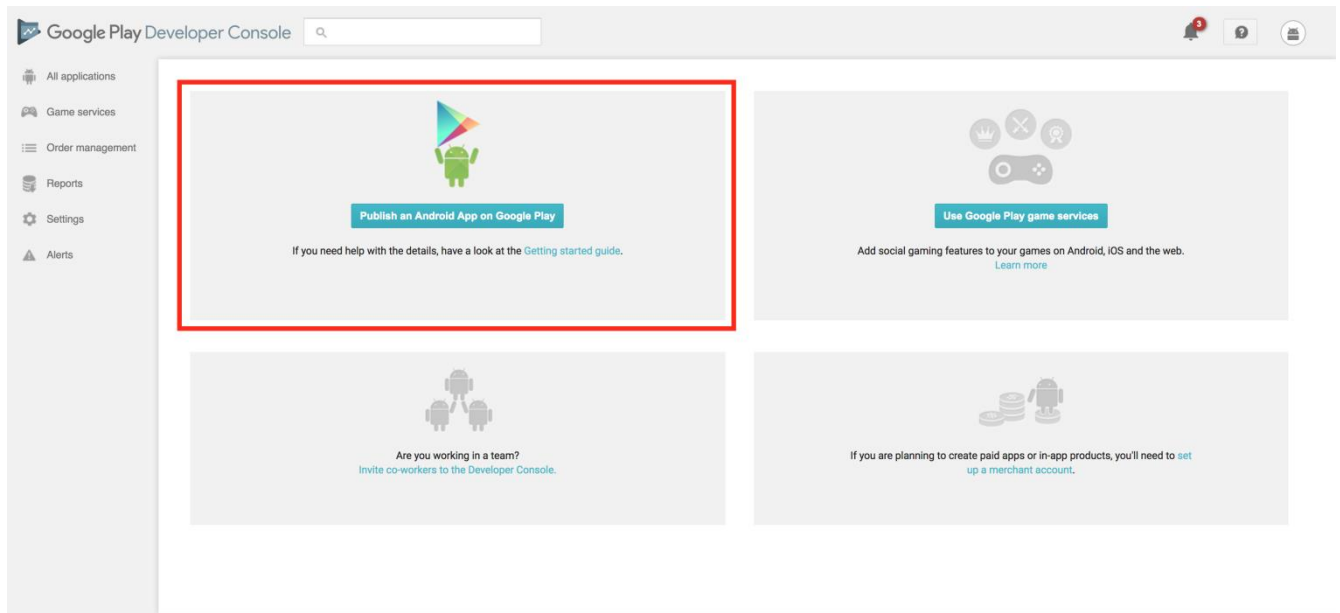 Google Play Developer Console
3
All applications
Game services
Order management
Reports
Settings
Alerts
Publish an Android App on Google Play
If you need help with the details, have a look at the Getting started guide.
Use Google Play game services
Add social gaming features to your games on Android, iOS and the web.
Learn more
Are you working in a team?
Invite co-workers to the Developer Console.
If you are planning to create paid apps or in-app products, you'll need to set
up a merchant account.